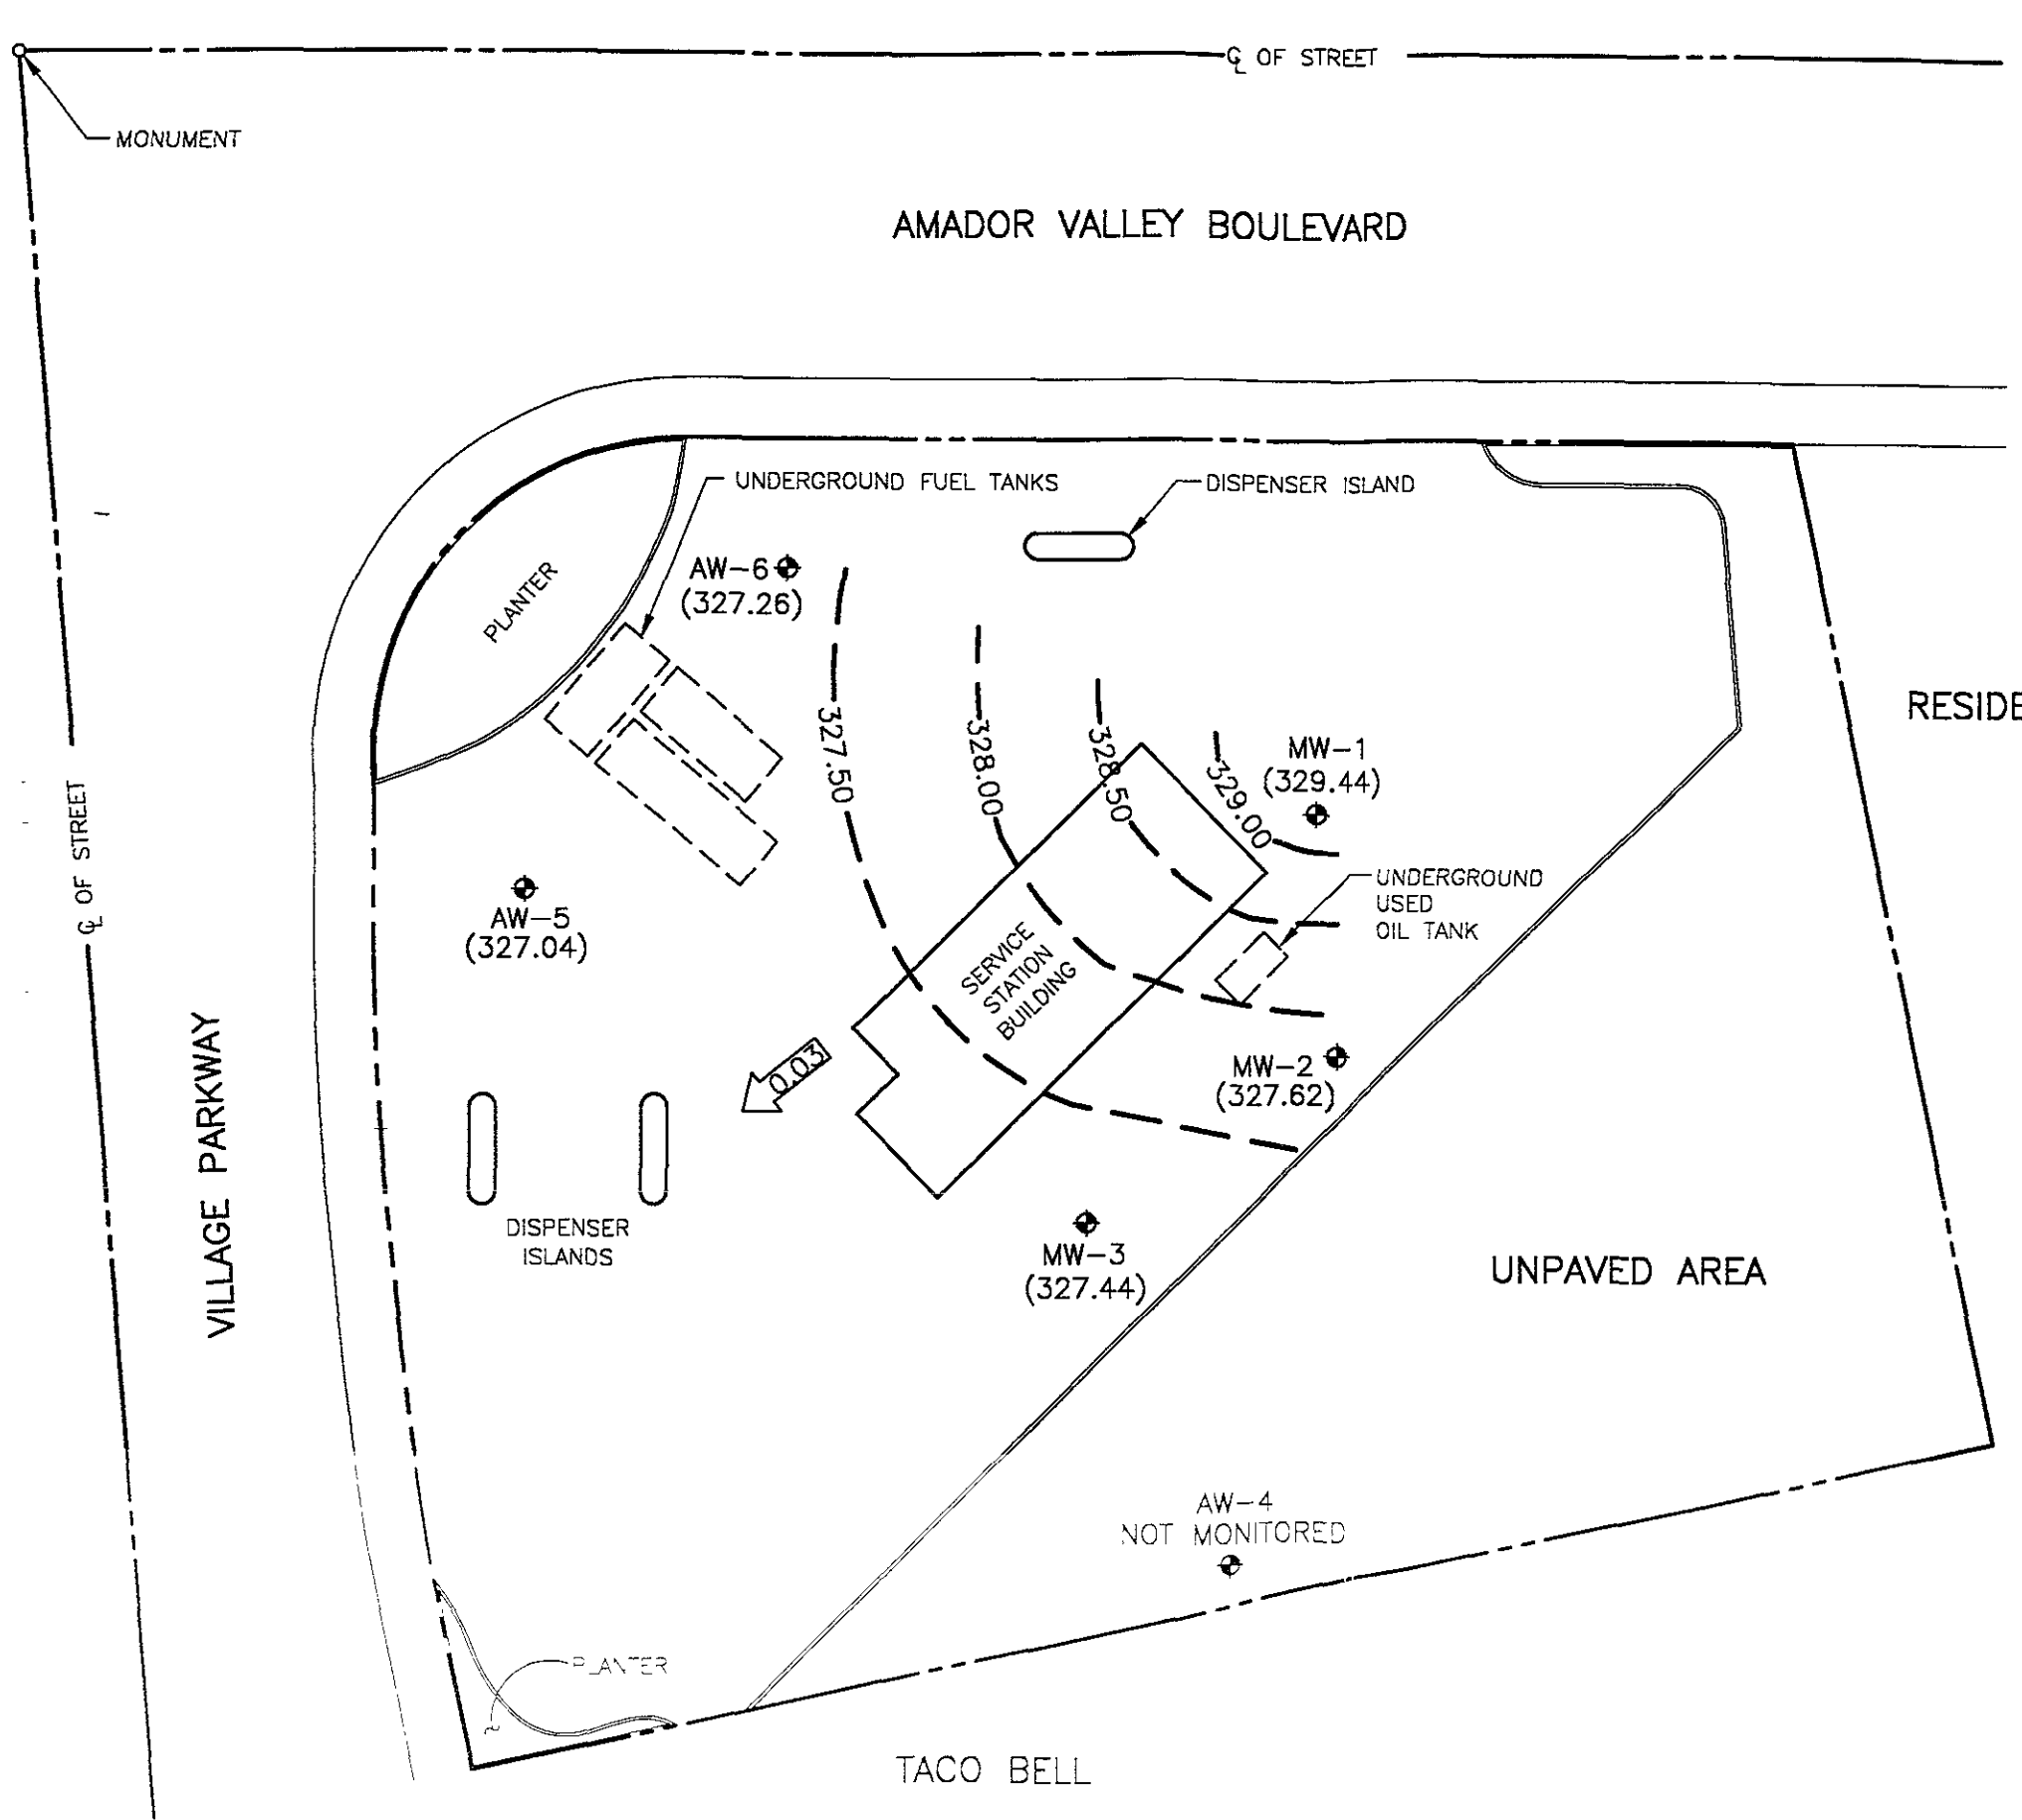 ℄ OF STREET
MONUMENT
AMADOR VALLEY BOULEVARD
UNDERGROUND FUEL TANKS
DISPENSER ISLAND
AW-6
(327.26)
PLANTER
RESIDE
327.50
328.00
328.50
329.00
MW-1
(329.44)
℄ OF STREET
UNDERGROUND
USED
OIL TANK
AW-5
(327.04)
SERVICE
STATION
BUILDING
VILLAGE PARKWAY
0.03
MW-2
(327.62)
DISPENSER
ISLANDS
MW-3
(327.44)
UNPAVED AREA
AW-4
NOT MONITORED
PLANTER
TACO BELL